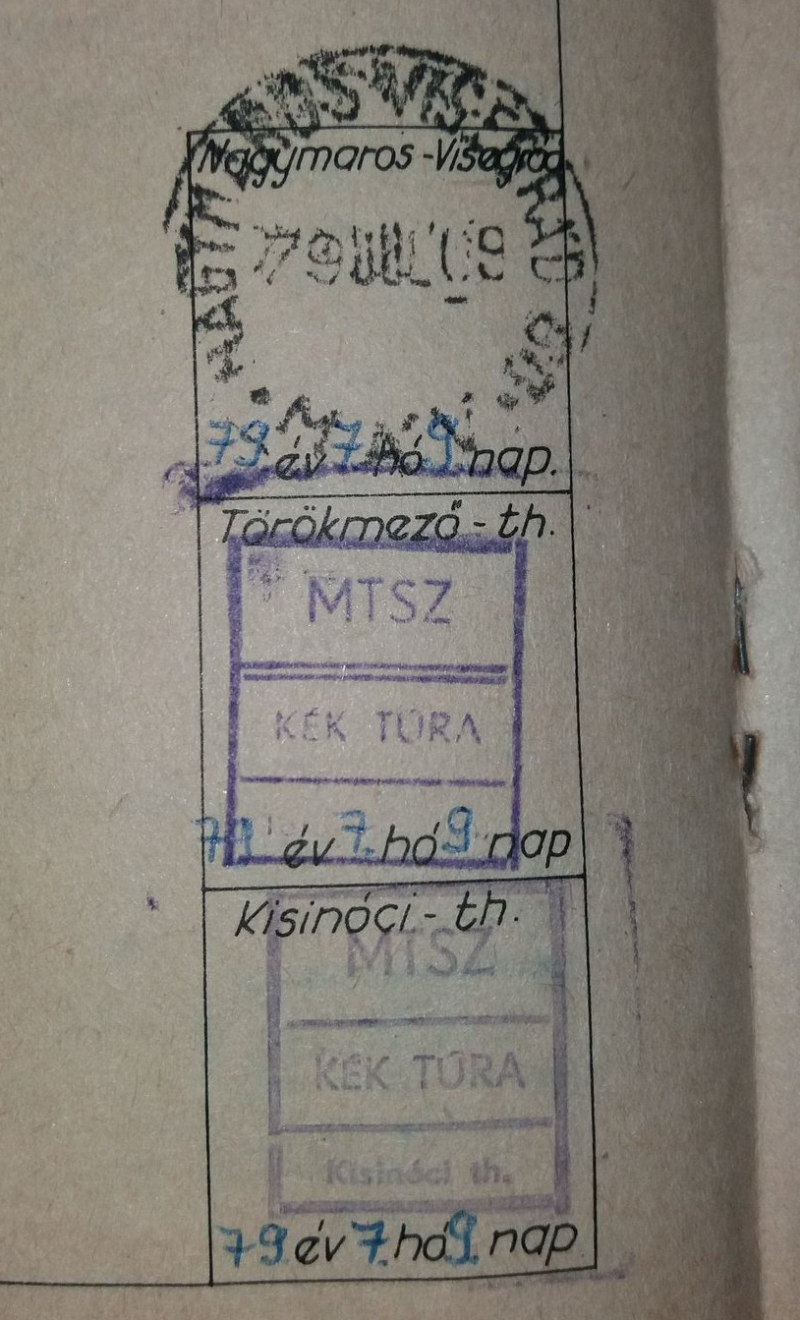 NAGYMAROS-VISEGRÁD
Nagymaros-Visegrád
79 JÚL 09
79 év 7 hó 9 nap.
Törökmező-th.
MTSZ
KÉK TÚRA
79 év 7. hó 9 nap
Kisinóci-th.
MTSZ
KÉK TÚRA
Kisinóci th.
79 év 7. hó 9. nap